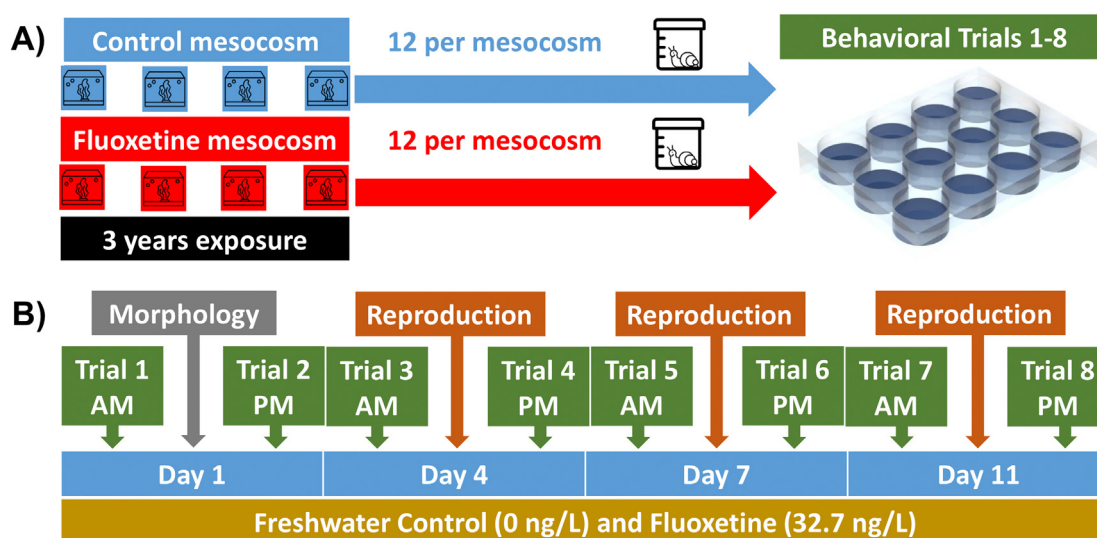 A)
Control mesocosm
12 per mesocosm
Behavioral Trials 1-8
Fluoxetine mesocosm
12 per mesocosm
3 years exposure
B)
Morphology
Reproduction
Reproduction
Reproduction
Trial 1
AM
Trial 2
PM
Trial 3
AM
Trial 4
PM
Trial 5
AM
Trial 6
PM
Trial 7
AM
Trial 8
PM
Day 1
Day 4
Day 7
Day 11
Freshwater Control (0 ng/L) and Fluoxetine (32.7 ng/L)